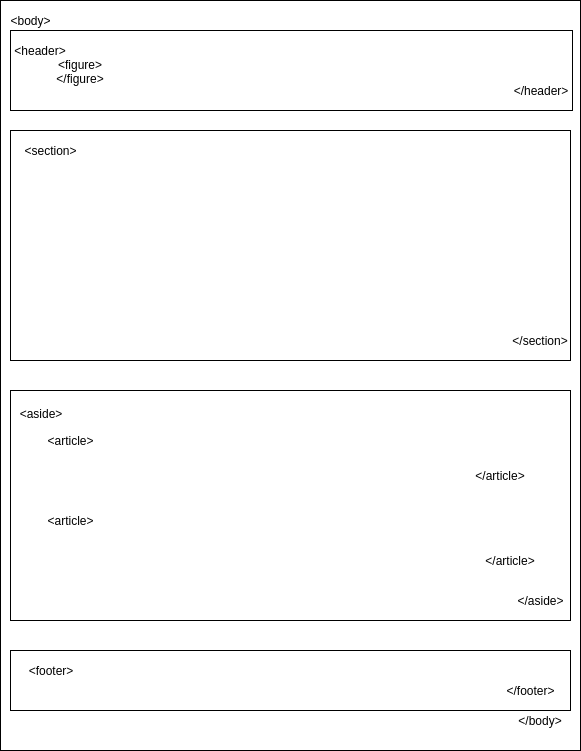 <body>
<header>
<figure>
</figure>
</header>
<section>
</section>
<aside>
<article>
</article>
<article>
</article>
</aside>
<footer>
</footer>
</body>